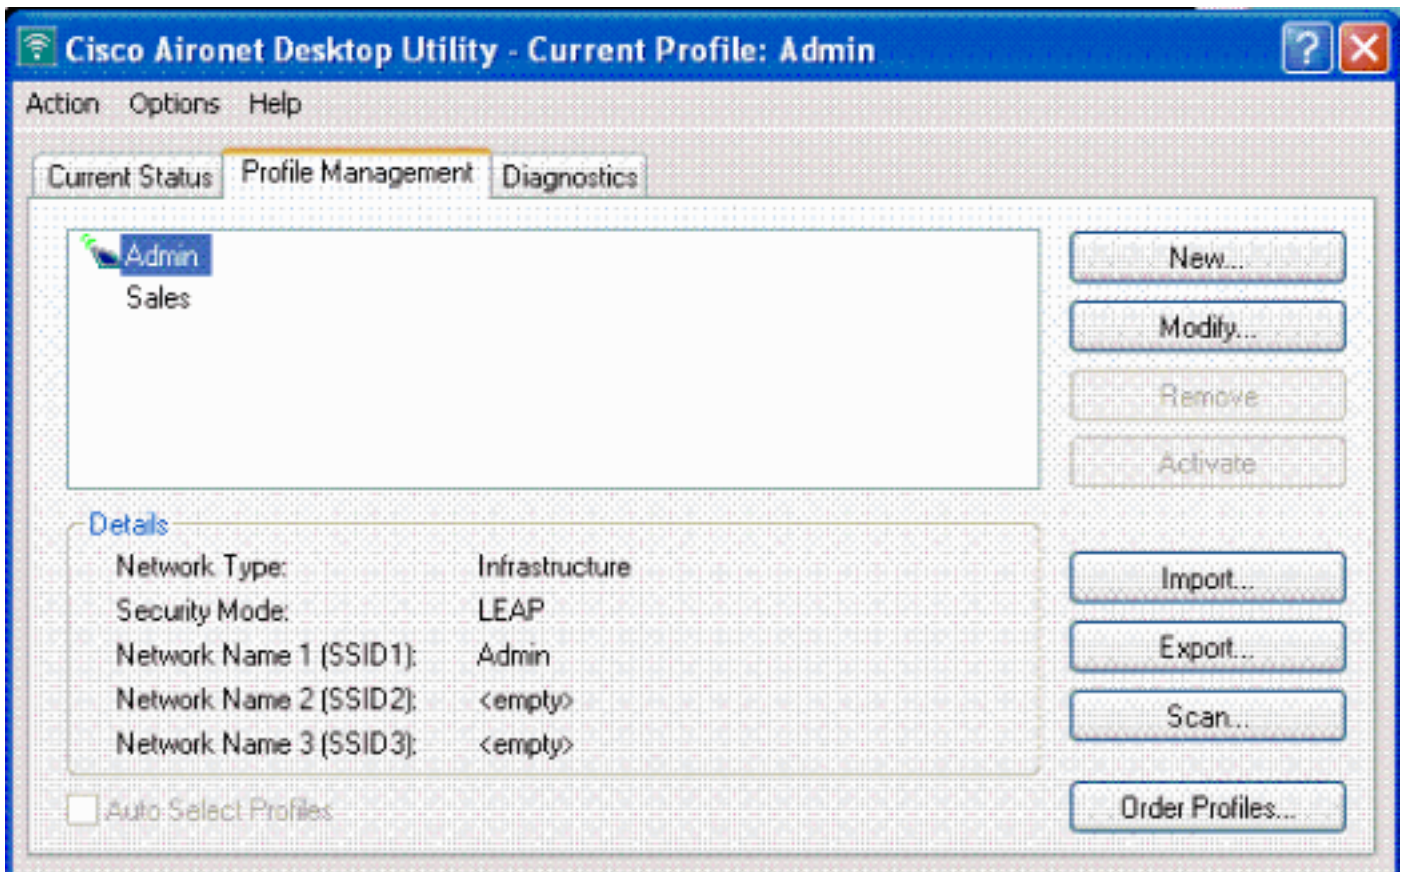 Cisco Aironet Desktop Utility - Current Profile: Admin
Action Options Help
Current Status Profile Management Diagnostics
Admin
Sales
New...
Modify...
Remove
Activate
Details
Network Type: Infrastructure
Security Mode: LEAP
Network Name 1 (SSID1): Admin
Network Name 2 (SSID2): <empty>
Network Name 3 (SSID3): <empty>
Import...
Export...
Scan...
Auto Select Profiles
Order Profiles...